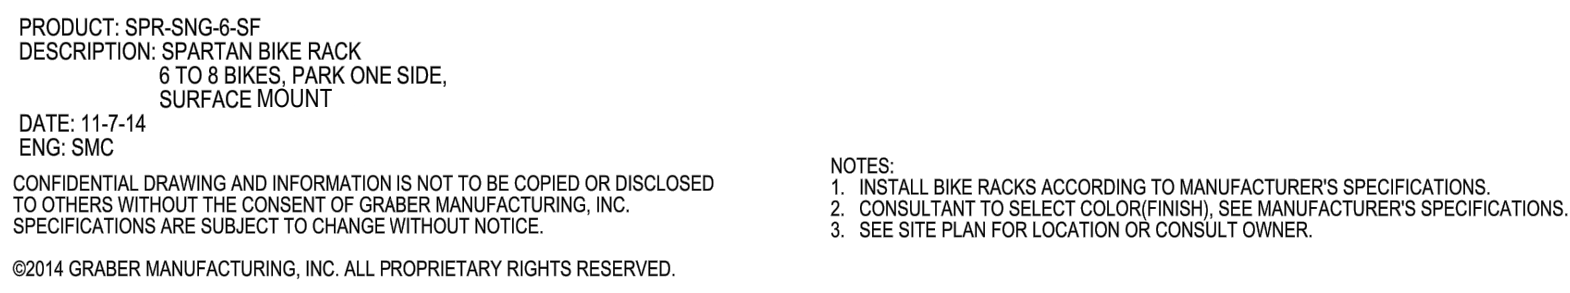 PRODUCT: SPR-SNG-6-SF
DESCRIPTION: SPARTAN BIKE RACK
6 TO 8 BIKES, PARK ONE SIDE,
SURFACE MOUNT
DATE: 11-7-14
ENG: SMC
CONFIDENTIAL DRAWING AND INFORMATION IS NOT TO BE COPIED OR DISCLOSED
TO OTHERS WITHOUT THE CONSENT OF GRABER MANUFACTURING, INC.
SPECIFICATIONS ARE SUBJECT TO CHANGE WITHOUT NOTICE.
©2014 GRABER MANUFACTURING, INC. ALL PROPRIETARY RIGHTS RESERVED.
NOTES:
1. INSTALL BIKE RACKS ACCORDING TO MANUFACTURER'S SPECIFICATIONS.
2. CONSULTANT TO SELECT COLOR(FINISH), SEE MANUFACTURER'S SPECIFICATIONS.
3. SEE SITE PLAN FOR LOCATION OR CONSULT OWNER.